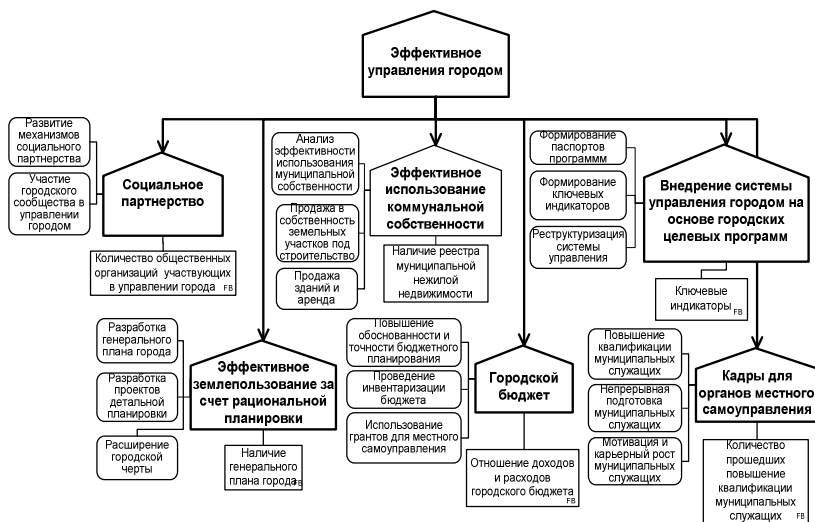 Эффективное
управления городом
Развитие
механизмов
социального
партнерства
Участие
городского
сообщества в
управлении
городом
Социальное
партнерство
Количество общественных
организаций участвующих
в управлении города FB
Анализ
эффективности
использования
муниципальной
собственности
Продажа в
собственность
земельных
участков под
строительство
Продажа
зданий и
аренда
Эффективное
использование
коммунальной
собственности
Наличие реестра
муниципальной
нежилой
недвижимости
Формирование
паспортов
программм
Формирование
ключевых
индикаторов
Реструктуризация
системы
управления
Внедрение системы
управления городом на
основе городских
целевых программ
Ключевые
индикаторы FB
Разработка
генерального
плана города
Разработка
проектов
детальной
планировки
Расширение
городской
черты
Эффективное
землепользование за
счет рациональной
планировки
Наличие
генерального
плана города FB
Повышение
обоснованности и
точности бюджетного
планирования
Проведение
инвентаризации
бюджета
Использование
грантов для местного
самоуправления
Городской
бюджет
Отношение доходов
и расходов
городского бюджета
FB
Повышение
квалификации
муниципальных
служащих
Непрерывная
подготовка
муниципальных
служащих
Мотивация и
карьерный рост
муниципальных
служащих
Кадры для
органов местного
самоуправления
Количество
прошедших
повышение
квалификации
муниципальных
служащих FB